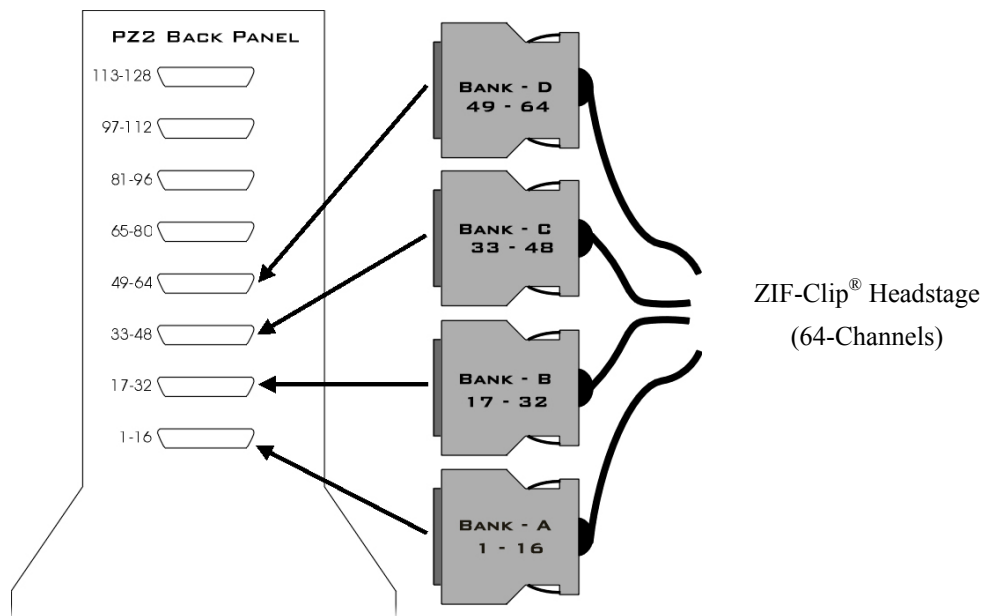 PZ2 BACK PANEL
113-128
97-112
81-96
65-80
49-64
33-48
17-32
1-16
BANK - D
49 - 64
BANK - C
33 - 48
BANK - B
17 - 32
BANK - A
1 - 16
ZIF-Clip® Headstage
(64-Channels)